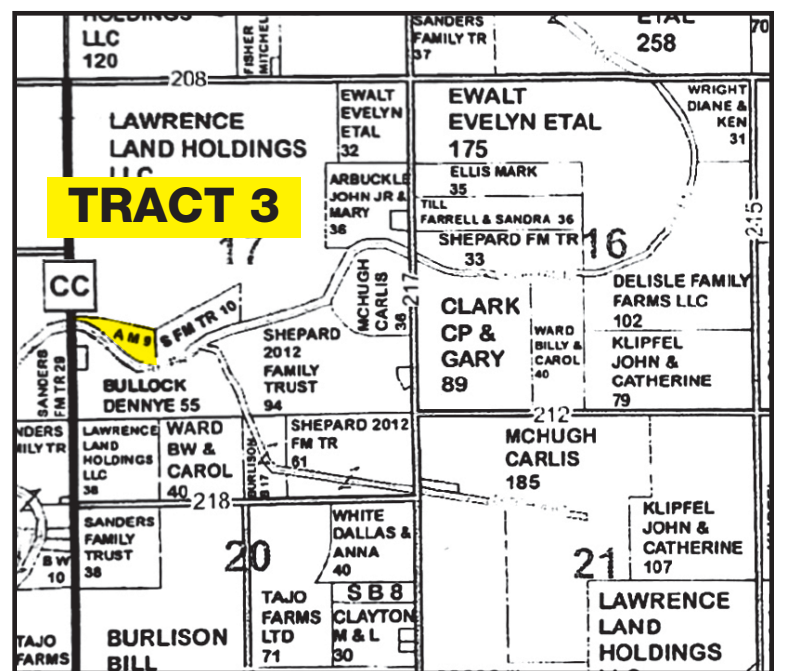 HOLDINGS
LLC
120
FISHER
MITCHEL
SANDERS
FAMILY TR
37
ETAL
258
70
208
LAWRENCE
LAND HOLDINGS
LLC
EWALT
EVELYN
ETAL
32
EWALT
EVELYN ETAL
175
WRIGHT
DIANE &
KEN
31
ELLIS MARK
35
ARBUCKLE
JOHN JR &
MARY
36
TILL
FARRELL & SANDRA 36
SHEPARD FM TR
33
16
215
TRACT 3
17
CC
217
MCHUGH
CARLIS
36
A M 9
S FM TR 10
DELISLE FAMILY
FARMS LLC
102
CLARK
CP &
GARY
89
WARD
BILLY &
CAROL
40
KLIPFEL
JOHN &
CATHERINE
79
SHEPARD
2012
FAMILY
TRUST
94
SANDERS
FM TR 29
BULLOCK
DENNYE 55
212
NDERS
MILY TR
LAWRENCE
LAND
HOLDINGS
LLC
38
WARD
BW &
CAROL
40
BURLISON
B 17
SHEPARD 2012
FM TR
61
MCHUGH
CARLIS
185
218
SANDERS
FAMILY
TRUST
38
B W
10
20
WHITE
DALLAS &
ANNA
40
21
KLIPFEL
JOHN &
CATHERINE
107
S B 8
TAJO
FARMS
LTD
71
CLAYTON
M & L
30
LAWRENCE
LAND
HOLDINGS
TAJO
FARMS
BURLISON
BILL